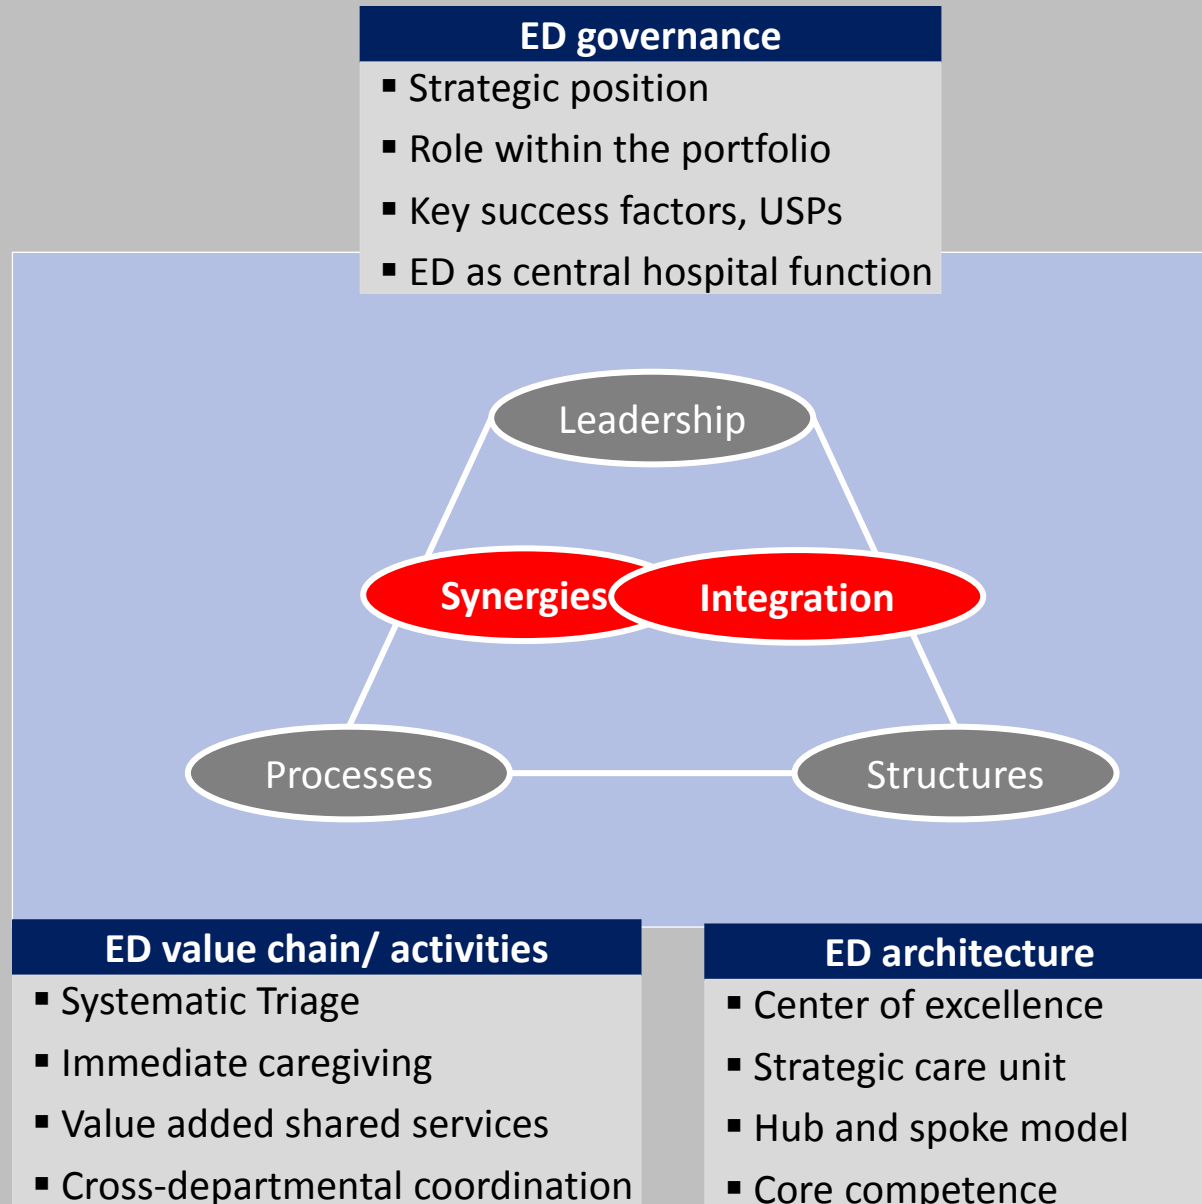 ED governance
▪ Strategic position
▪ Role within the portfolio
▪ Key success factors, USPs
▪ ED as central hospital function
Leadership
Synergies
Integration
Processes
Structures
ED value chain/ activities
▪ Systematic Triage
▪ Immediate caregiving
▪ Value added shared services
▪ Cross-departmental coordination
ED architecture
▪ Center of excellence
▪ Strategic care unit
▪ Hub and spoke model
▪ Core competence